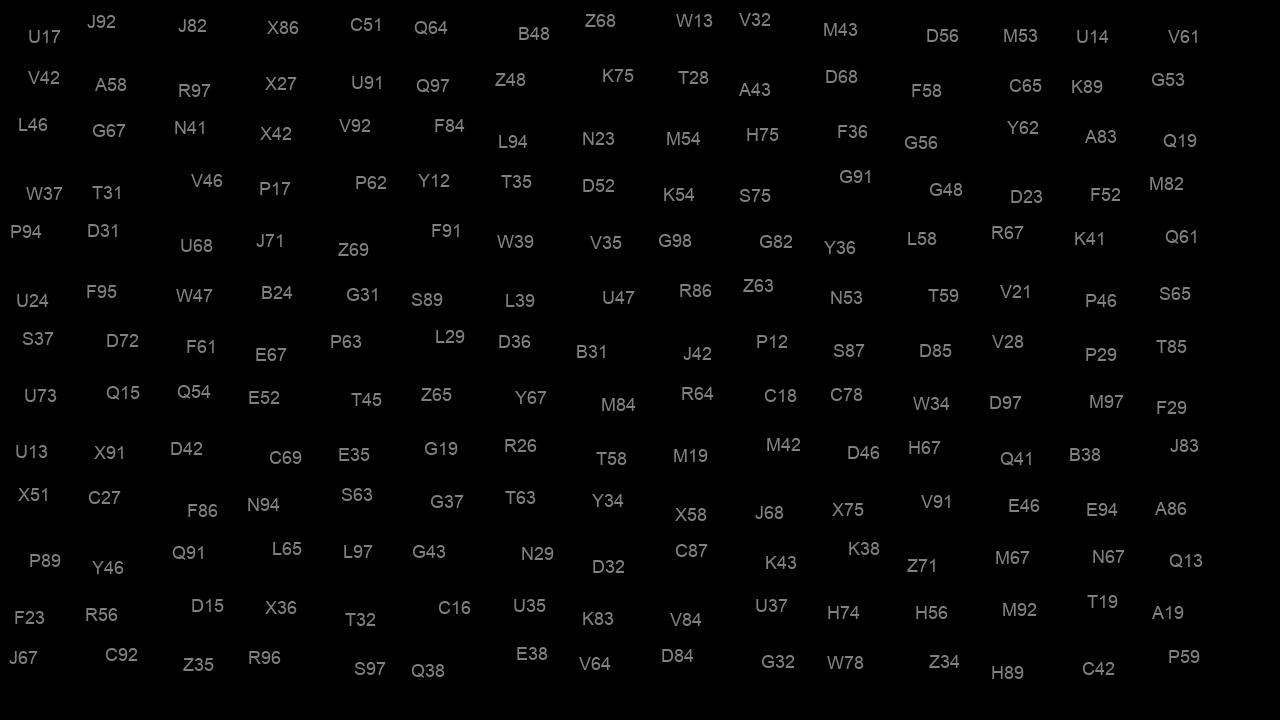 U17 J92 J82 X86 C51 Q64 B48 Z68 W13 V32 M43 D56 M53 U14 V61
V42 A58 R97 X27 U91 Q97 Z48 K75 T28 A43 D68 F58 C65 K89 G53
L46 G67 N41 X42 V92 F84 L94 N23 M54 H75 F36 G56 Y62 A83 Q19
W37 T31 V46 P17 P62 Y12 T35 D52 K54 S75 G91 G48 D23 F52 M82
P94 D31 U68 J71 Z69 F91 W39 V35 G98 G82 Y36 L58 R67 K41 Q61
U24 F95 W47 B24 G31 S89 L39 U47 R86 Z63 N53 T59 V21 P46 S65
S37 D72 F61 E67 P63 L29 D36 B31 J42 P12 S87 D85 V28 P29 T85
U73 Q15 Q54 E52 T45 Z65 Y67 M84 R64 C18 C78 W34 D97 M97 F29
U13 X91 D42 C69 E35 G19 R26 T58 M19 M42 D46 H67 Q41 B38 J83
X51 C27 F86 N94 S63 G37 T63 Y34 X58 J68 X75 V91 E46 E94 A86
P89 Y46 Q91 L65 L97 G43 N29 D32 C87 K43 K38 Z71 M67 N67 Q13
F23 R56 D15 X36 T32 C16 U35 K83 V84 U37 H74 H56 M92 T19 A19
J67 C92 Z35 R96 S97 Q38 E38 V64 D84 G32 W78 Z34 H89 C42 P59